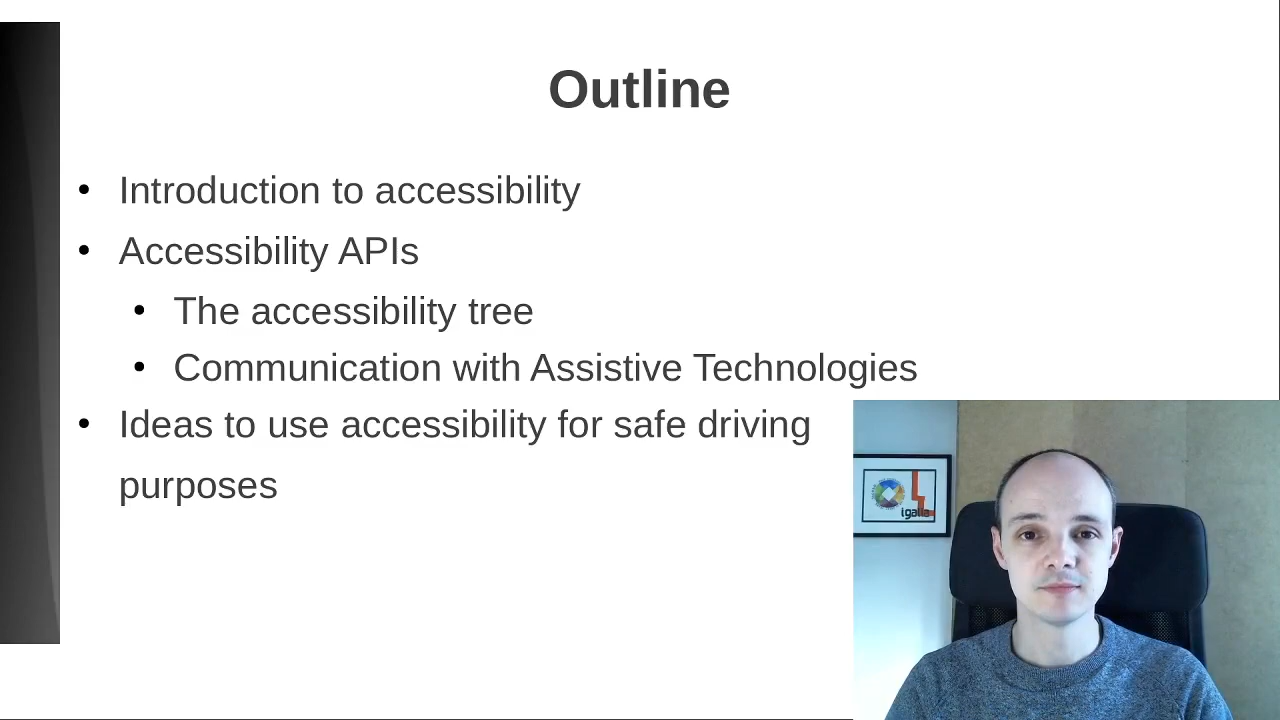 Outline
• Introduction to accessibility
• Accessibility APIs
• The accessibility tree
• Communication with Assistive Technologies
• Ideas to use accessibility for safe driving
purposes
igalia